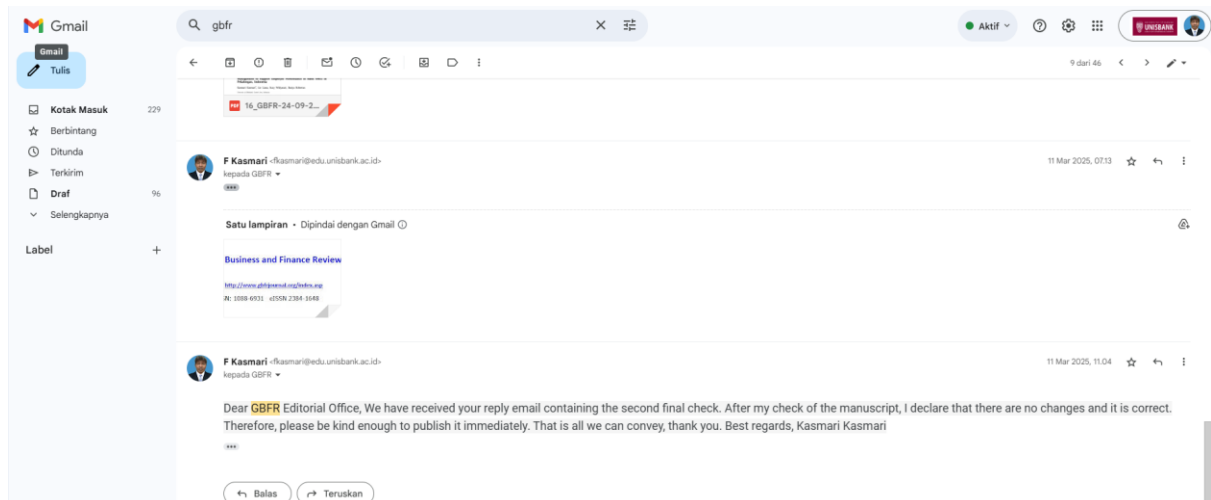 Gmail
gbfr
Aktif
UNISBANK
Gmail
Tulis
9 dari 46
16_GBFR-24-09-2...
Kotak Masuk 229
Berbintang
Ditunda
Terkirim
Draf 96
Selengkapnya
Label
F Kasmari <fkasmari@edu.unisbank.ac.id>
11 Mar 2025, 07.13
kepada GBFR
Satu lampiran • Dipindai dengan Gmail
Business and Finance Review
http://www.gbfrjournal.org/index.asp
N: 1088-6931 eISSN 2384-1648
F Kasmari <fkasmari@edu.unisbank.ac.id>
11 Mar 2025, 11.04
kepada GBFR
Dear GBFR Editorial Office, We have received your reply email containing the second final check. After my check of the manuscript, I declare that there are no changes and it is correct.
Therefore, please be kind enough to publish it immediately. That is all we can convey, thank you. Best regards, Kasmari Kasmari
Balas
Teruskan